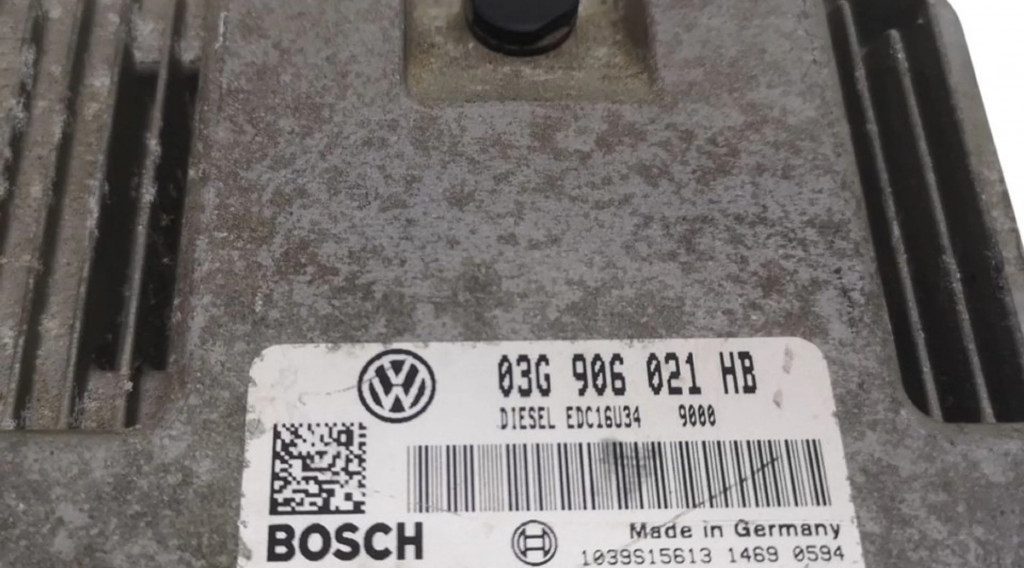 03G 906 021 HB
DIESEL EDC16U34 9000
BOSCH
Made in Germany
1039S15613 1469 0594